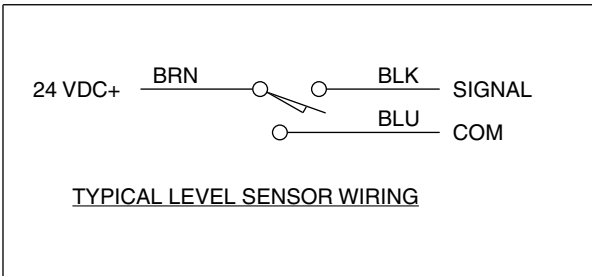 24 VDC+ BRN BLK SIGNAL
BLU COM
TYPICAL LEVEL SENSOR WIRING